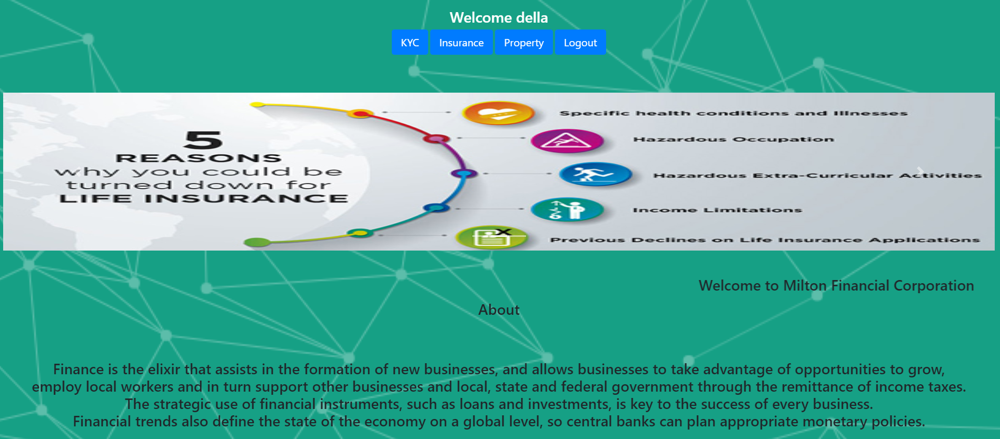 Welcome della
KYC Insurance Property Logout
5
REASONS
why you could be
turned down for
LIFE INSURANCE
Specific health conditions and Illnesses
Hazardous Occupation
Hazardous Extra-Curricular Activities
Income Limitations
Previous Declines on Life Insurance Applications
Welcome to Milton Financial Corporation
About
Finance is the elixir that assists in the formation of new businesses, and allows businesses to take advantage of opportunities to grow,
employ local workers and in turn support other businesses and local, state and federal government through the remittance of income taxes.
The strategic use of financial instruments, such as loans and investments, is key to the success of every business.
Financial trends also define the state of the economy on a global level, so central banks can plan appropriate monetary policies.